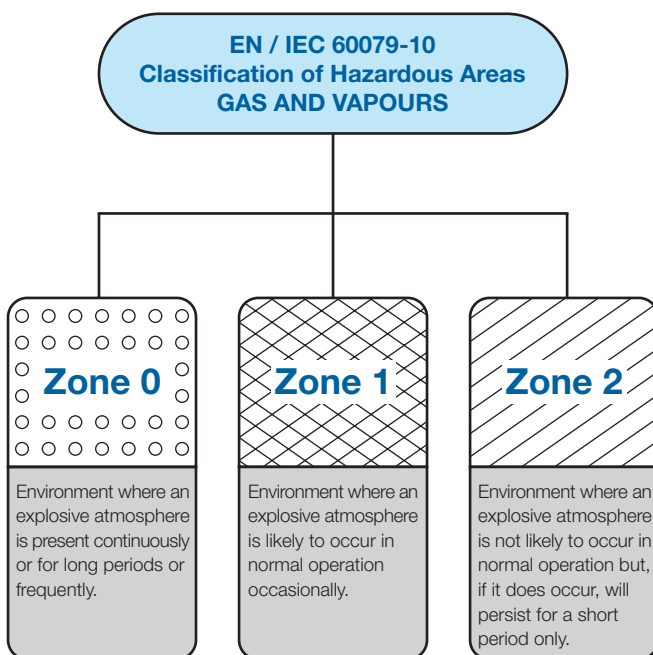 EN / IEC 60079-10
Classification of Hazardous Areas
GAS AND VAPOURS
Zone 0
Environment where an
explosive atmosphere
is present continuously
or for long periods or
frequently.
Zone 1
Environment where an
explosive atmosphere
is likely to occur in
normal operation
occasionally.
Zone 2
Environment where an
explosive atmosphere
is not likely to occur in
normal operation but,
if it does occur, will
persist for a short
period only.